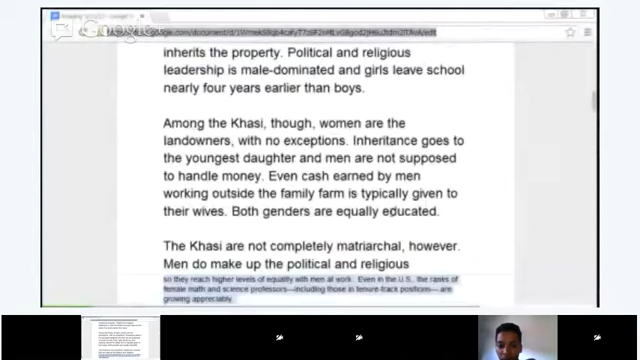 Google
inherits the property. Political and religious
leadership is male-dominated and girls leave school
nearly four years earlier than boys.
Among the Khasi, though, women are the
landowners, with no exceptions. Inheritance goes to
the youngest daughter and men are not supposed
to handle money. Even cash earned by men
working outside the family farm is typically given to
their wives. Both genders are equally educated.
The Khasi are not completely matriarchal, however.
Men do make up the political and religious
so they reach higher levels of equality with men at work. Even in the U.S., the ranks of
female math and science professors—including those in tenure-track positions— are
growing appreciably.